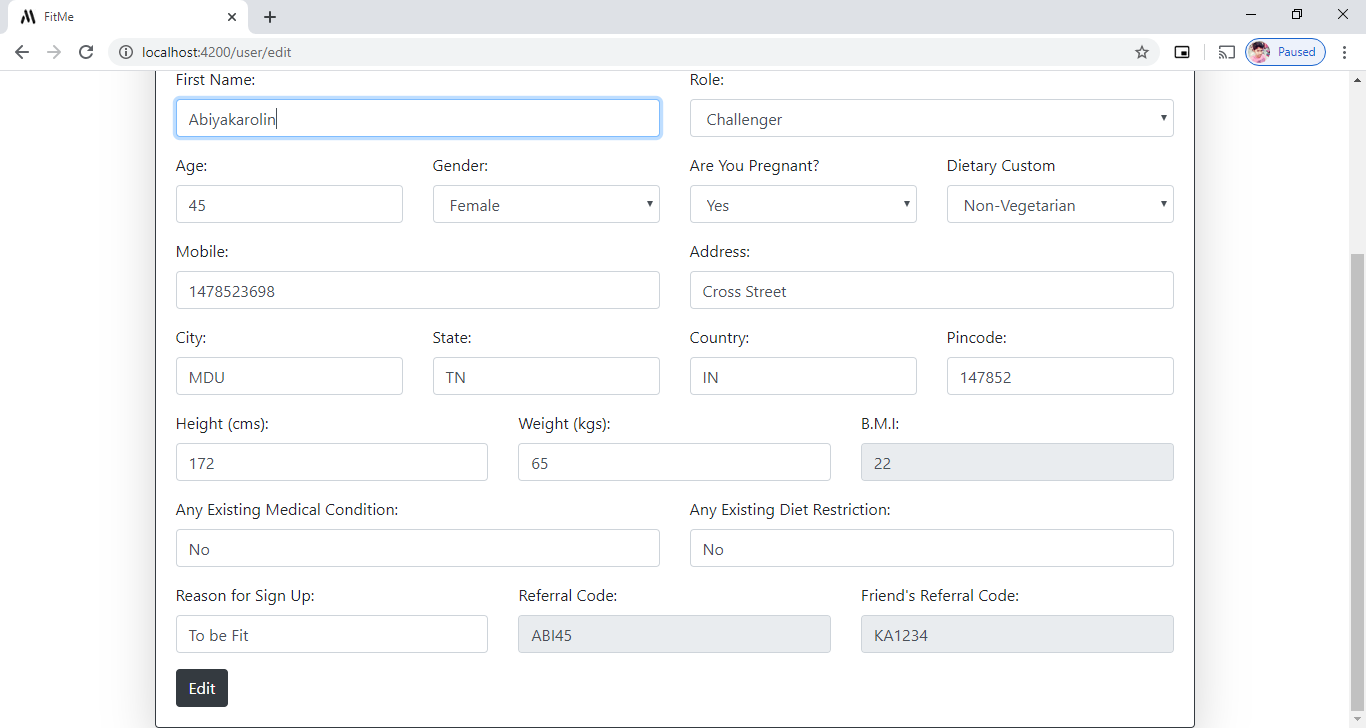 FitMe
localhost:4200/user/edit
Paused
First Name: Role:
Abiyakarolin Challenger
Age: Gender: Are You Pregnant? Dietary Custom
45 Female Yes Non-Vegetarian
Mobile: Address:
1478523698 Cross Street
City: State: Country: Pincode:
MDU TN IN 147852
Height (cms): Weight (kgs): B.M.I:
172 65 22
Any Existing Medical Condition: Any Existing Diet Restriction:
No No
Reason for Sign Up: Referral Code: Friend's Referral Code:
To be Fit ABI45 KA1234
Edit